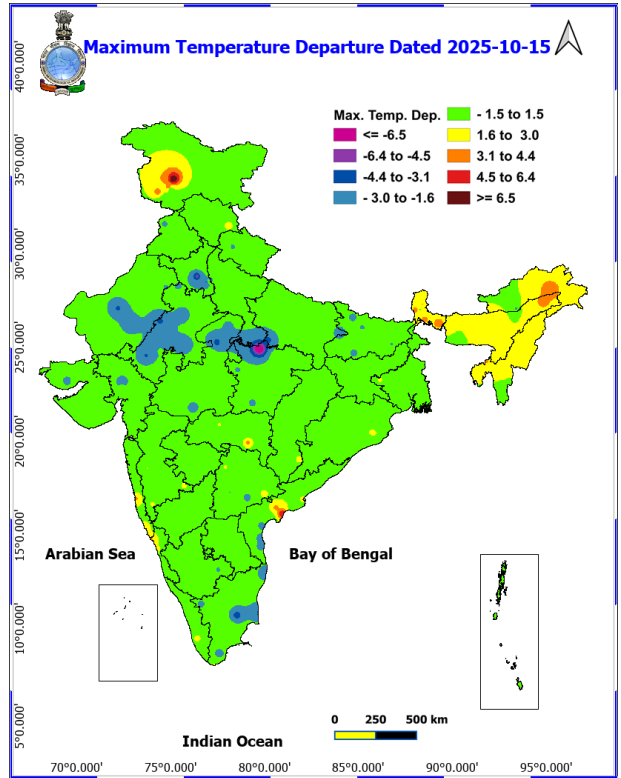 Maximum Temperature Departure Dated 2025-10-15
Max. Temp. Dep.
<= -6.5
-6.4 to -4.5
-4.4 to -3.1
- 3.0 to -1.6
- 1.5 to 1.5
1.6 to 3.0
3.1 to 4.4
4.5 to 6.4
>= 6.5
40°0.000'
35°0.000'
30°0.000'
25°0.000'
20°0.000'
15°0.000'
10°0.000'
5°0.000'
Arabian Sea
Bay of Bengal
Indian Ocean
0 250 500 km
70°0.000' 75°0.000' 80°0.000' 85°0.000' 90°0.000' 95°0.000'